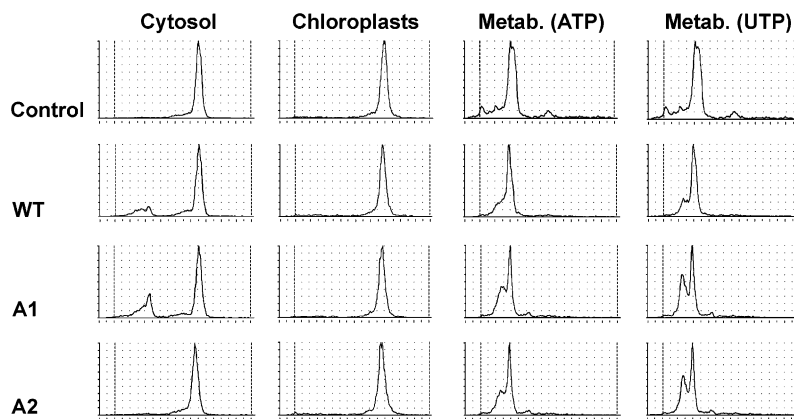 Cytosol Chloroplasts Metab. (ATP) Metab. (UTP)
Control
WT
A1
A2